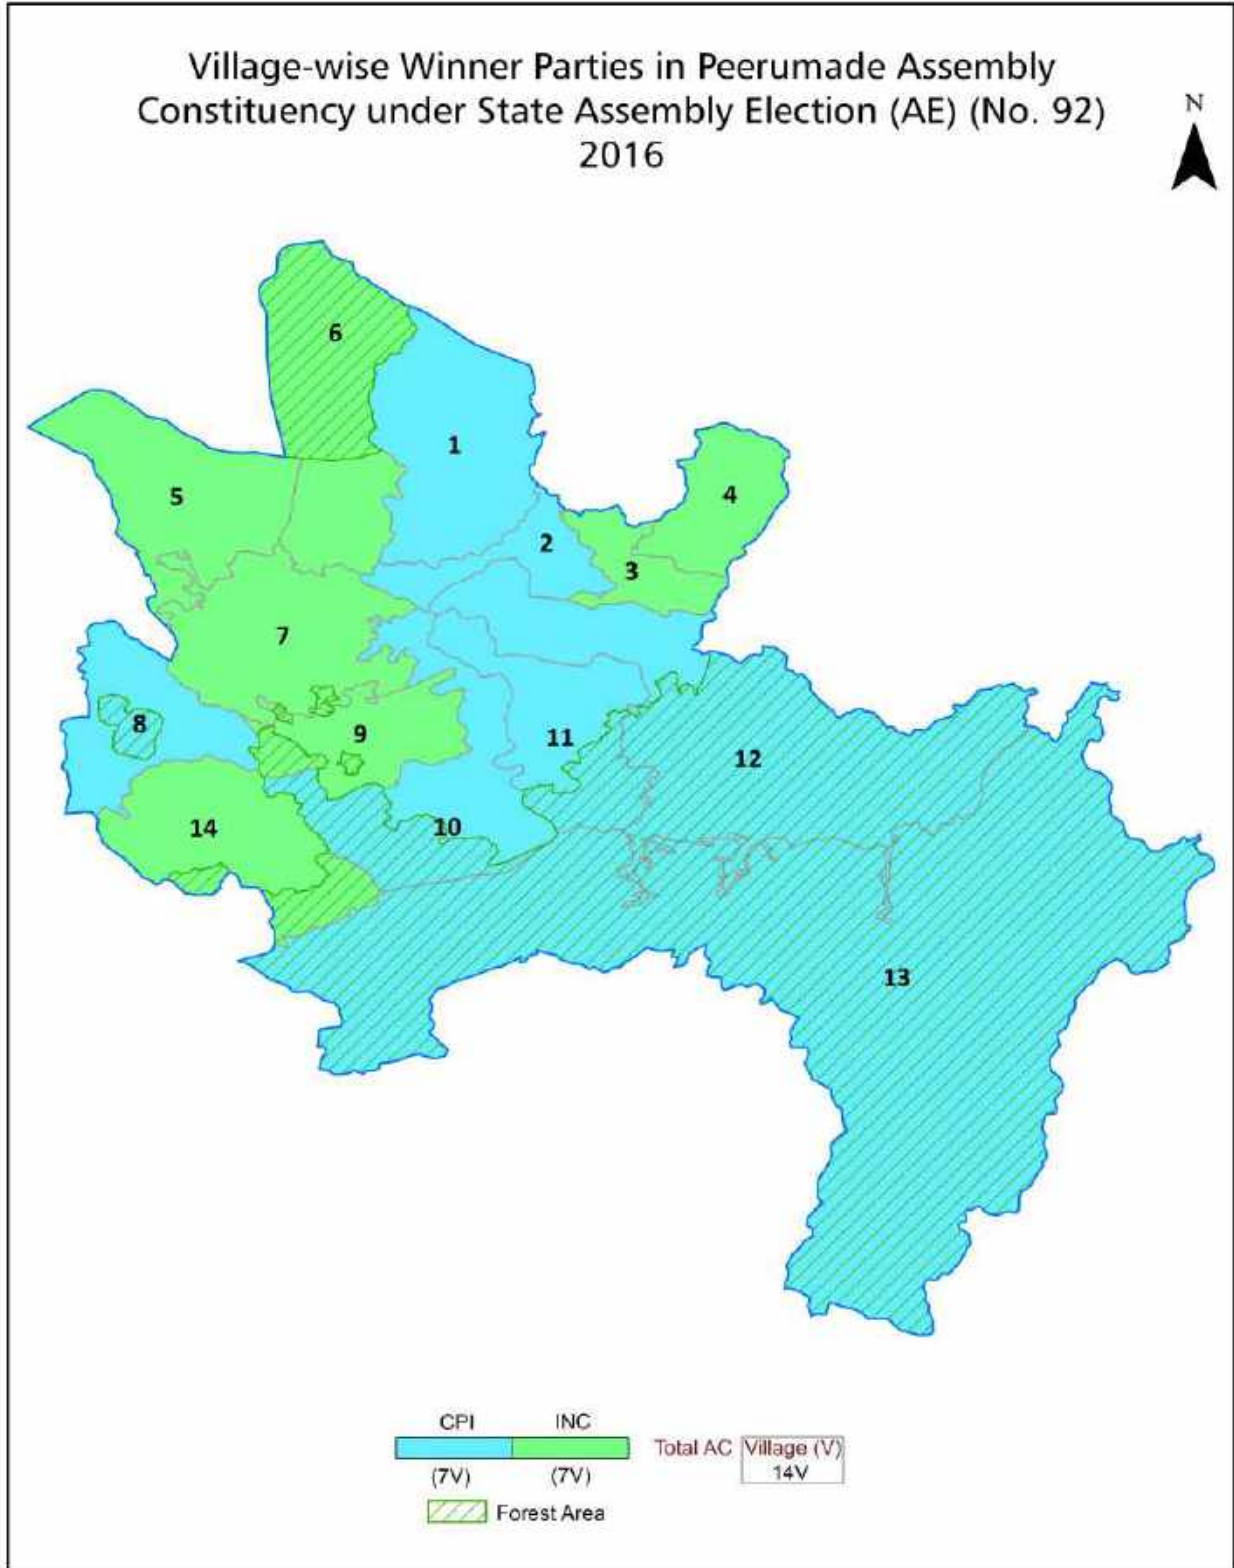 Village-wise Winner Parties in Peerumade Assembly
Constituency under State Assembly Election (AE) (No. 92)
2016
N
6
1
5
4
2
3
7
8
9
11
12
14
10
13
CPI INC
Total AC Village (V)
(7V) (7V) 14V
Forest Area